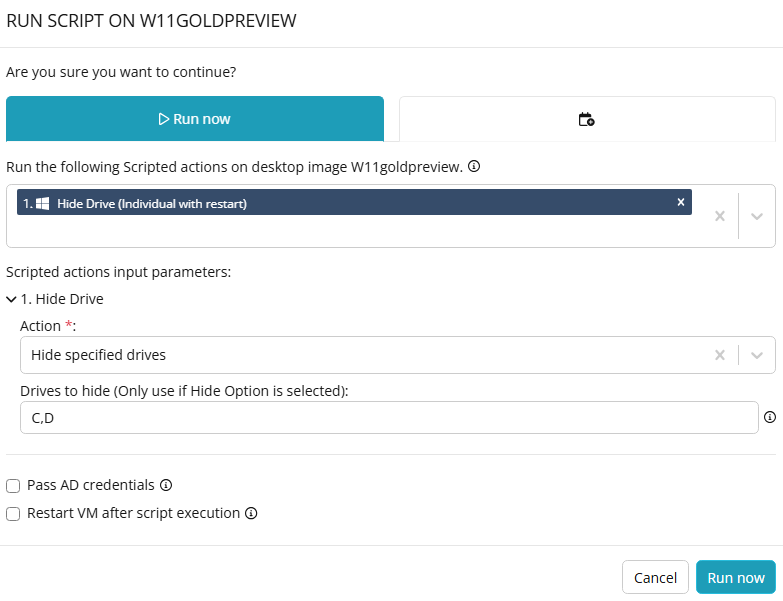 RUN SCRIPT ON W11GOLDPREVIEW
Are you sure you want to continue?
Run now
Run the following Scripted actions on desktop image W11goldpreview.
1. Hide Drive (Individual with restart)
Scripted actions input parameters:
1. Hide Drive
Action *:
Hide specified drives
Drives to hide (Only use if Hide Option is selected):
C,D
Pass AD credentials
Restart VM after script execution
Cancel
Run now